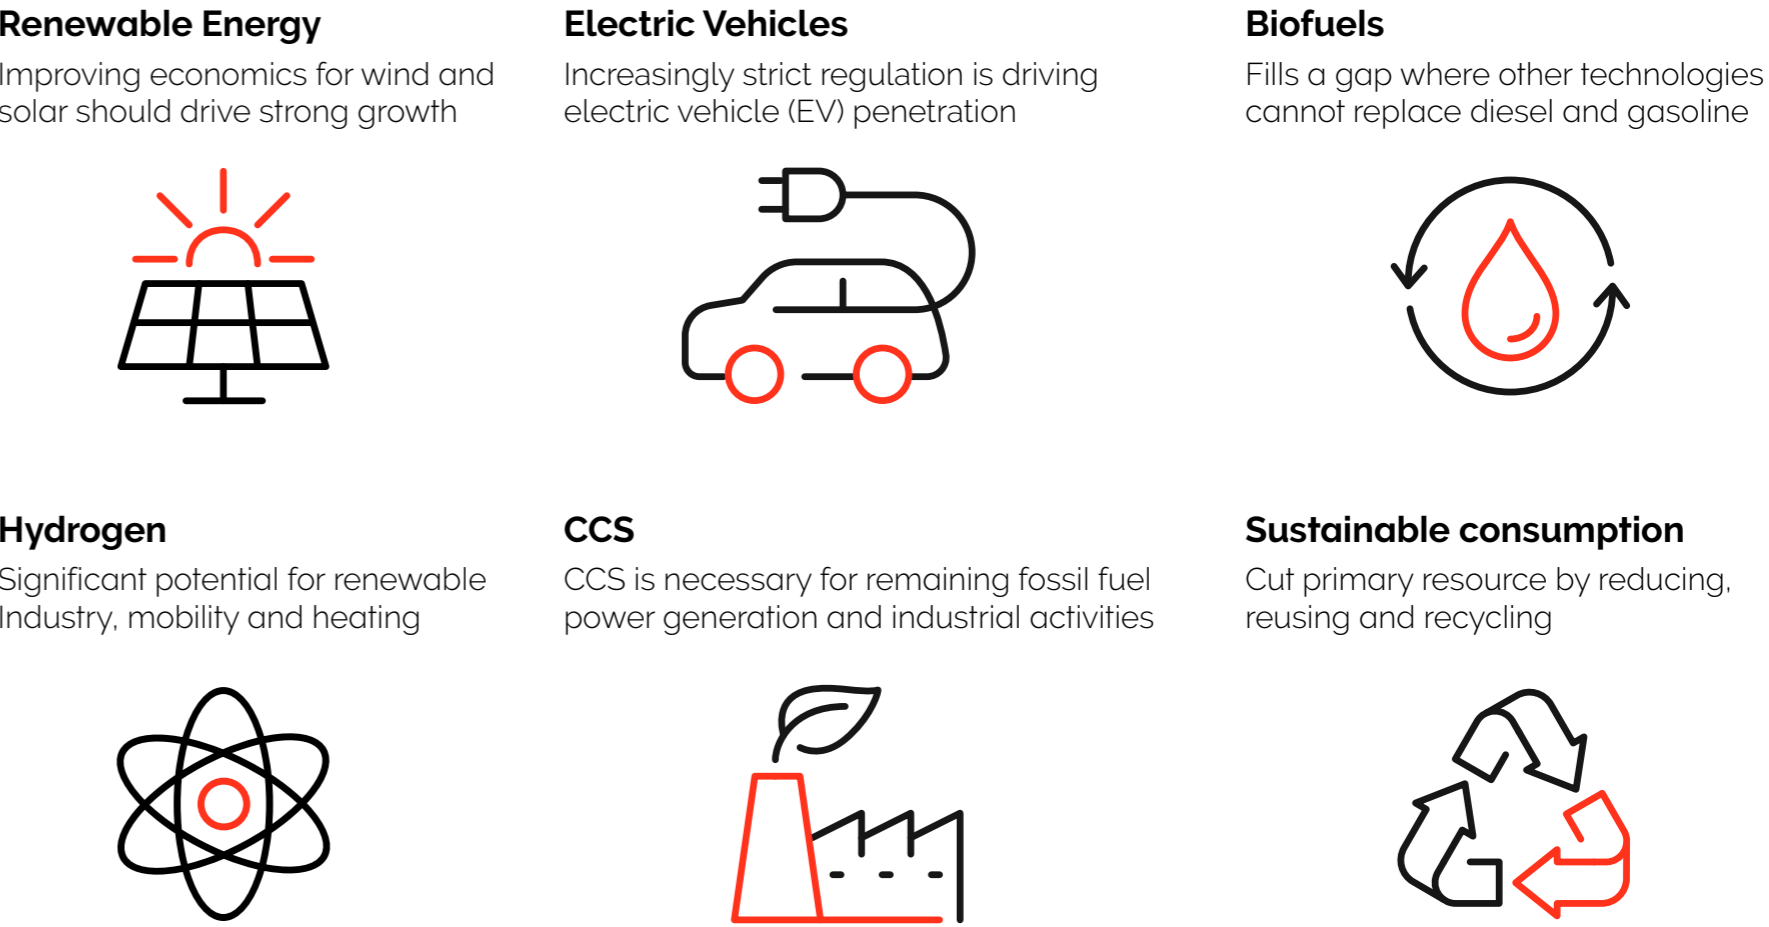 Renewable Energy
Improving economics for wind and
solar should drive strong growth
Electric Vehicles
Increasingly strict regulation is driving
electric vehicle (EV) penetration
Biofuels
Fills a gap where other technologies
cannot replace diesel and gasoline
Hydrogen
Significant potential for renewable
Industry, mobility and heating
CCS
CCS is necessary for remaining fossil fuel
power generation and industrial activities
Sustainable consumption
Cut primary resource by reducing,
reusing and recycling